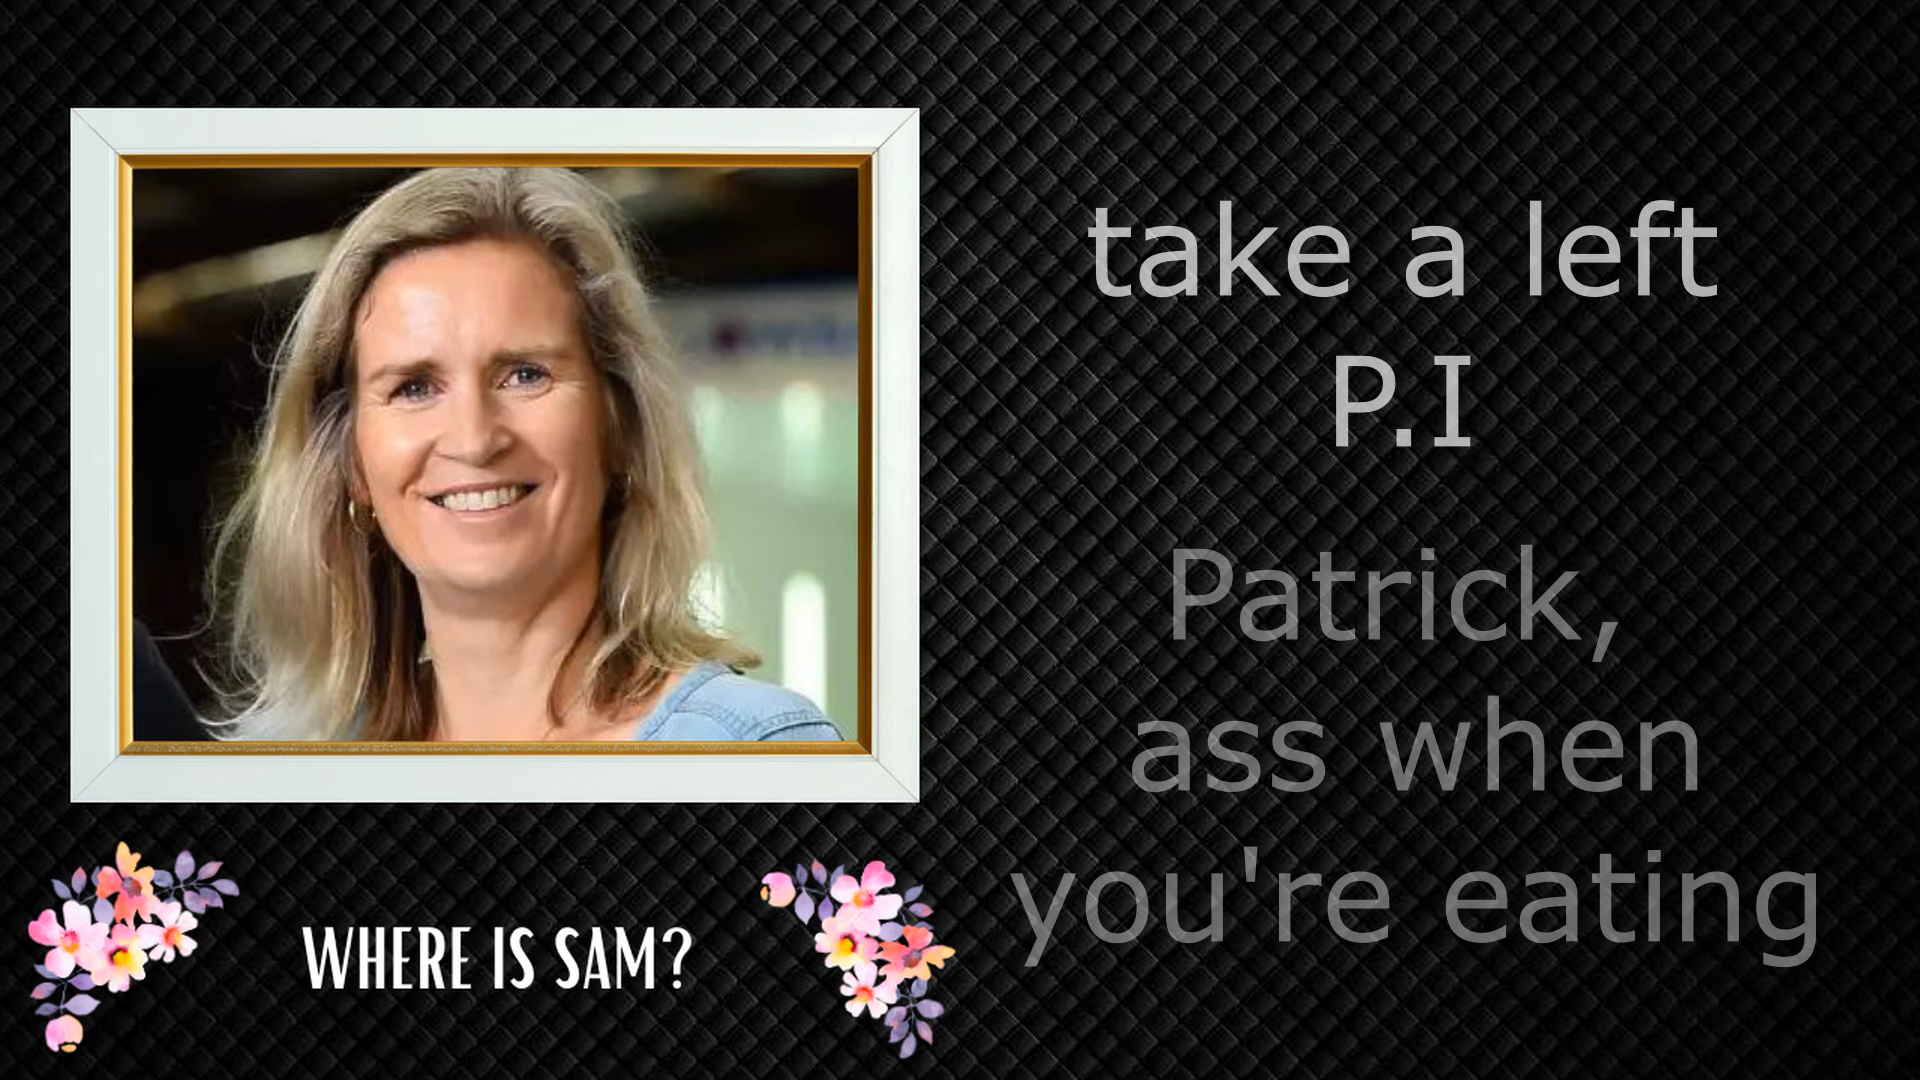 take a left
P.I
Patrick,
ass when
you're eating
WHERE IS SAM?